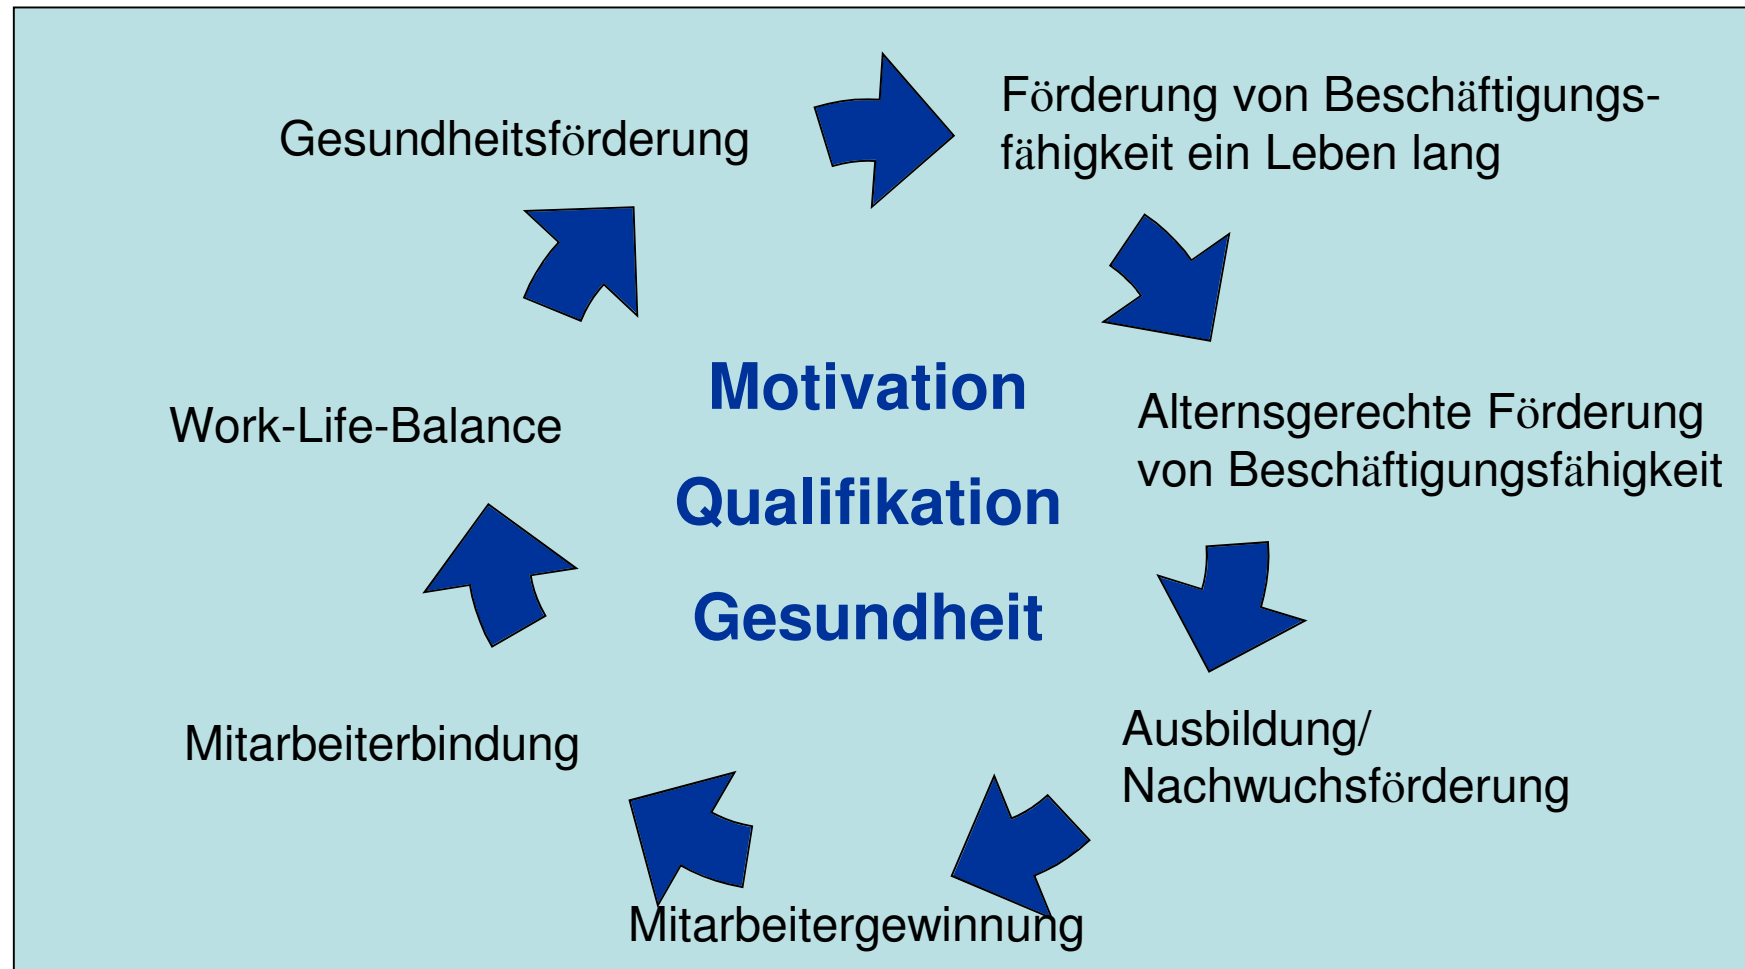 Gesundheitsförderung
Förderung von Beschäftigungs-
fähigkeit ein Leben lang
Alternsgerechte Förderung
von Beschäftigungsfähigkeit
Ausbildung/
Nachwuchsförderung
Mitarbeitergewinnung
Mitarbeiterbindung
Work-Life-Balance
Motivation
Qualifikation
Gesundheit